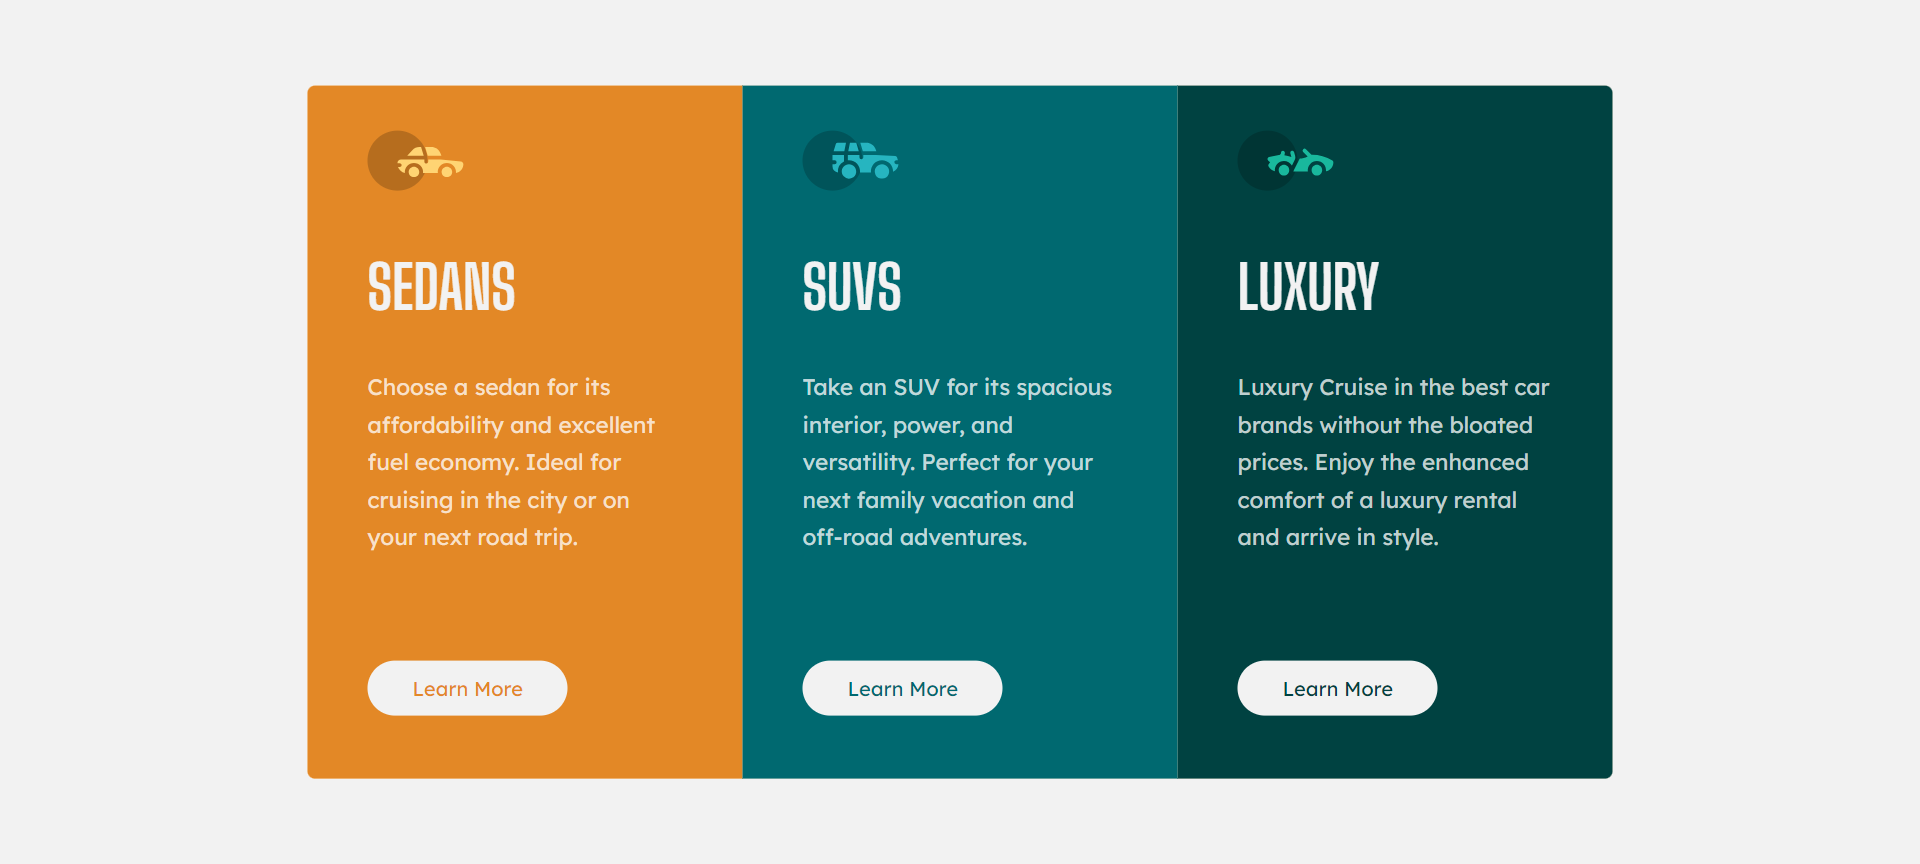 SEDANS
Choose a sedan for its
affordability and excellent
fuel economy. Ideal for
cruising in the city or on
your next road trip.
Learn More
SUVS
Take an SUV for its spacious
interior, power, and
versatility. Perfect for your
next family vacation and
off-road adventures.
Learn More
LUXURY
Luxury Cruise in the best car
brands without the bloated
prices. Enjoy the enhanced
comfort of a luxury rental
and arrive in style.
Learn More